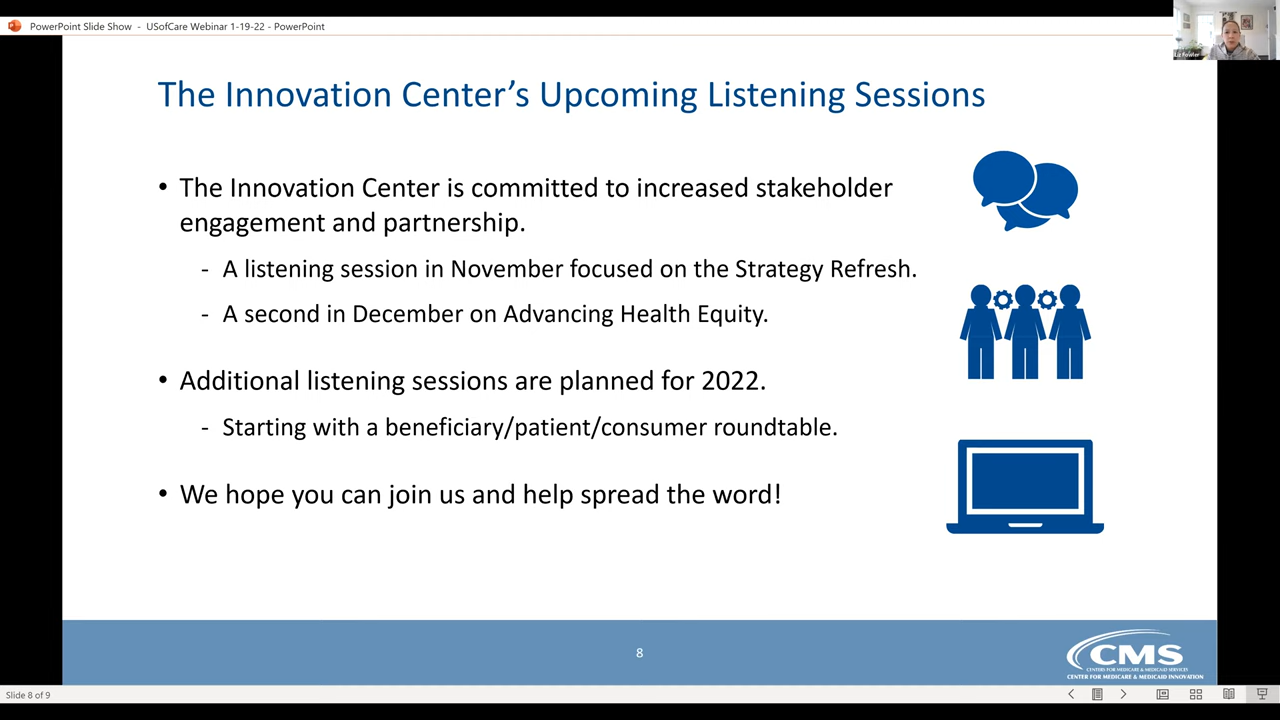 PowerPoint Slide Show - USofCare Webinar 1-19-22 - PowerPoint
Liz Fowler
The Innovation Center's Upcoming Listening Sessions
• The Innovation Center is committed to increased stakeholder
engagement and partnership.
- A listening session in November focused on the Strategy Refresh.
- A second in December on Advancing Health Equity.
• Additional listening sessions are planned for 2022.
- Starting with a beneficiary/patient/consumer roundtable.
• We hope you can join us and help spread the word!
8
CMS
CENTERS FOR MEDICARE & MEDICAID SERVICES
CENTER FOR MEDICARE & MEDICAID INNOVATION
Slide 8 of 9